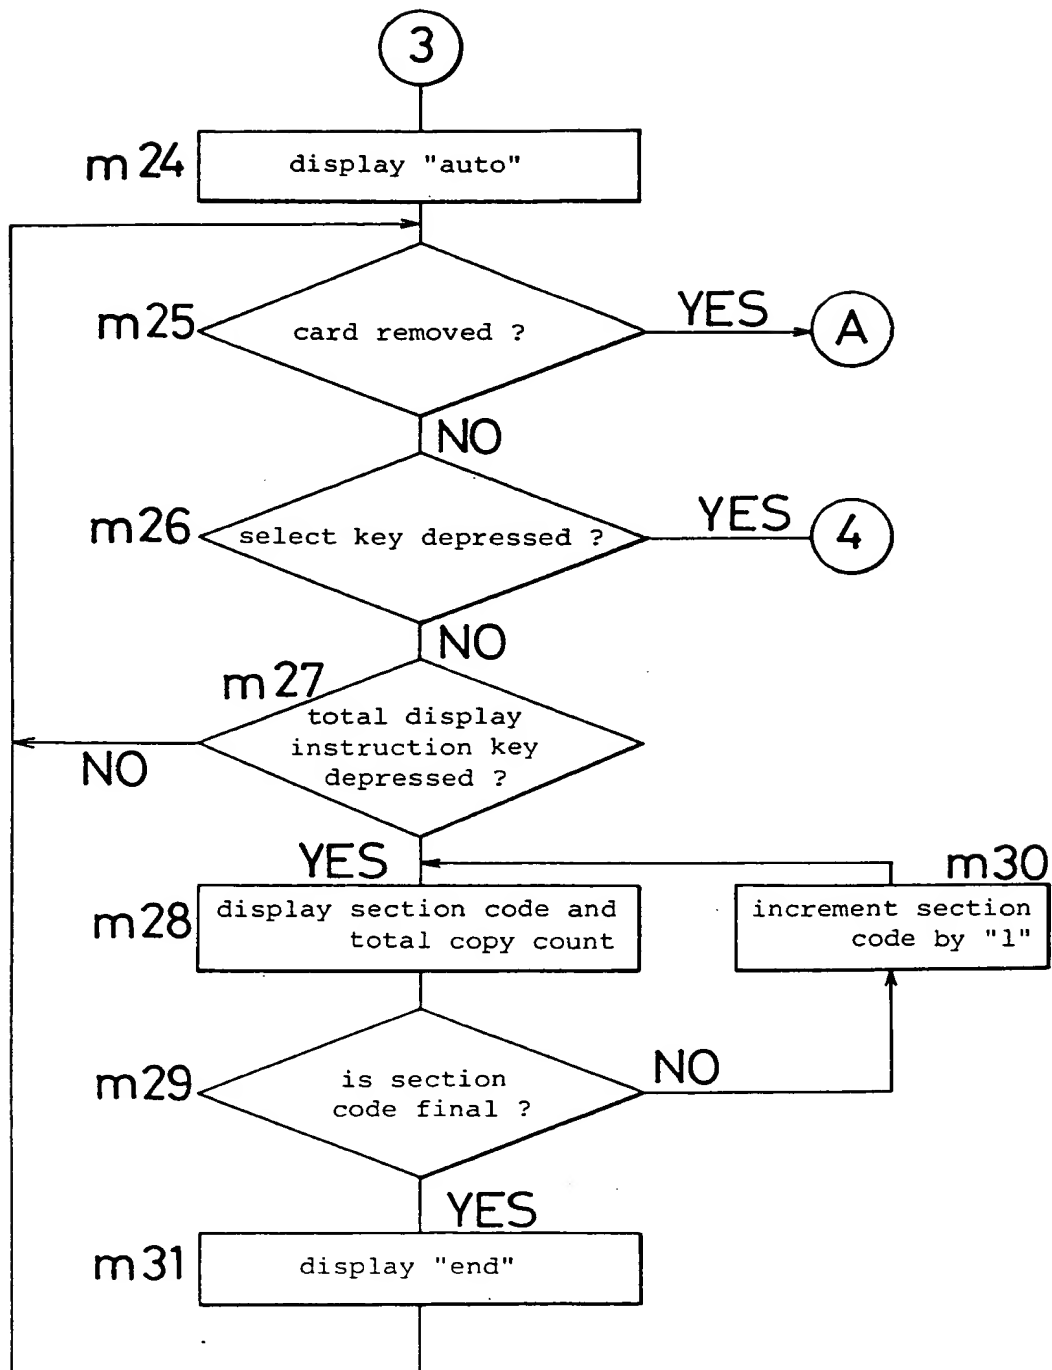 3
m24
display "auto"
m25
card removed ?
YES
A
NO
m26
select key depressed ?
YES
4
NO
m27
total display
instruction key
depressed ?
NO
YES
m28
display section code and
total copy count
m30
increment section
code by "1"
m29
is section
code final ?
NO
YES
m31
display "end"